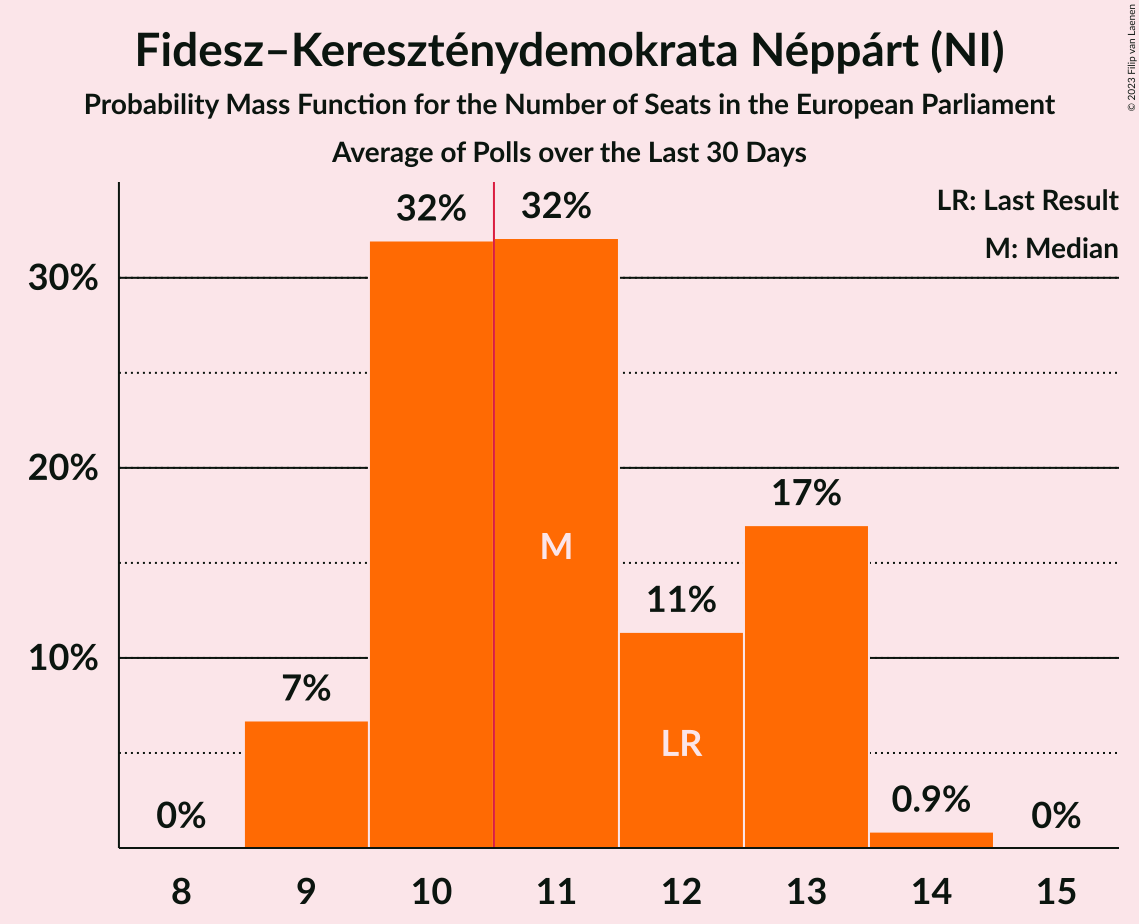 Fidesz–Kereszténydemokrata Néppárt (NI)
Probability Mass Function for the Number of Seats in the European Parliament
Average of Polls over the Last 30 Days
© 2023 Filip van Laenen
LR: Last Result
M: Median
32%
32%
30%
20%
17%
M
11%
10%
7%
LR
0.9%
0%
0%
8 9 10 11 12 13 14 15